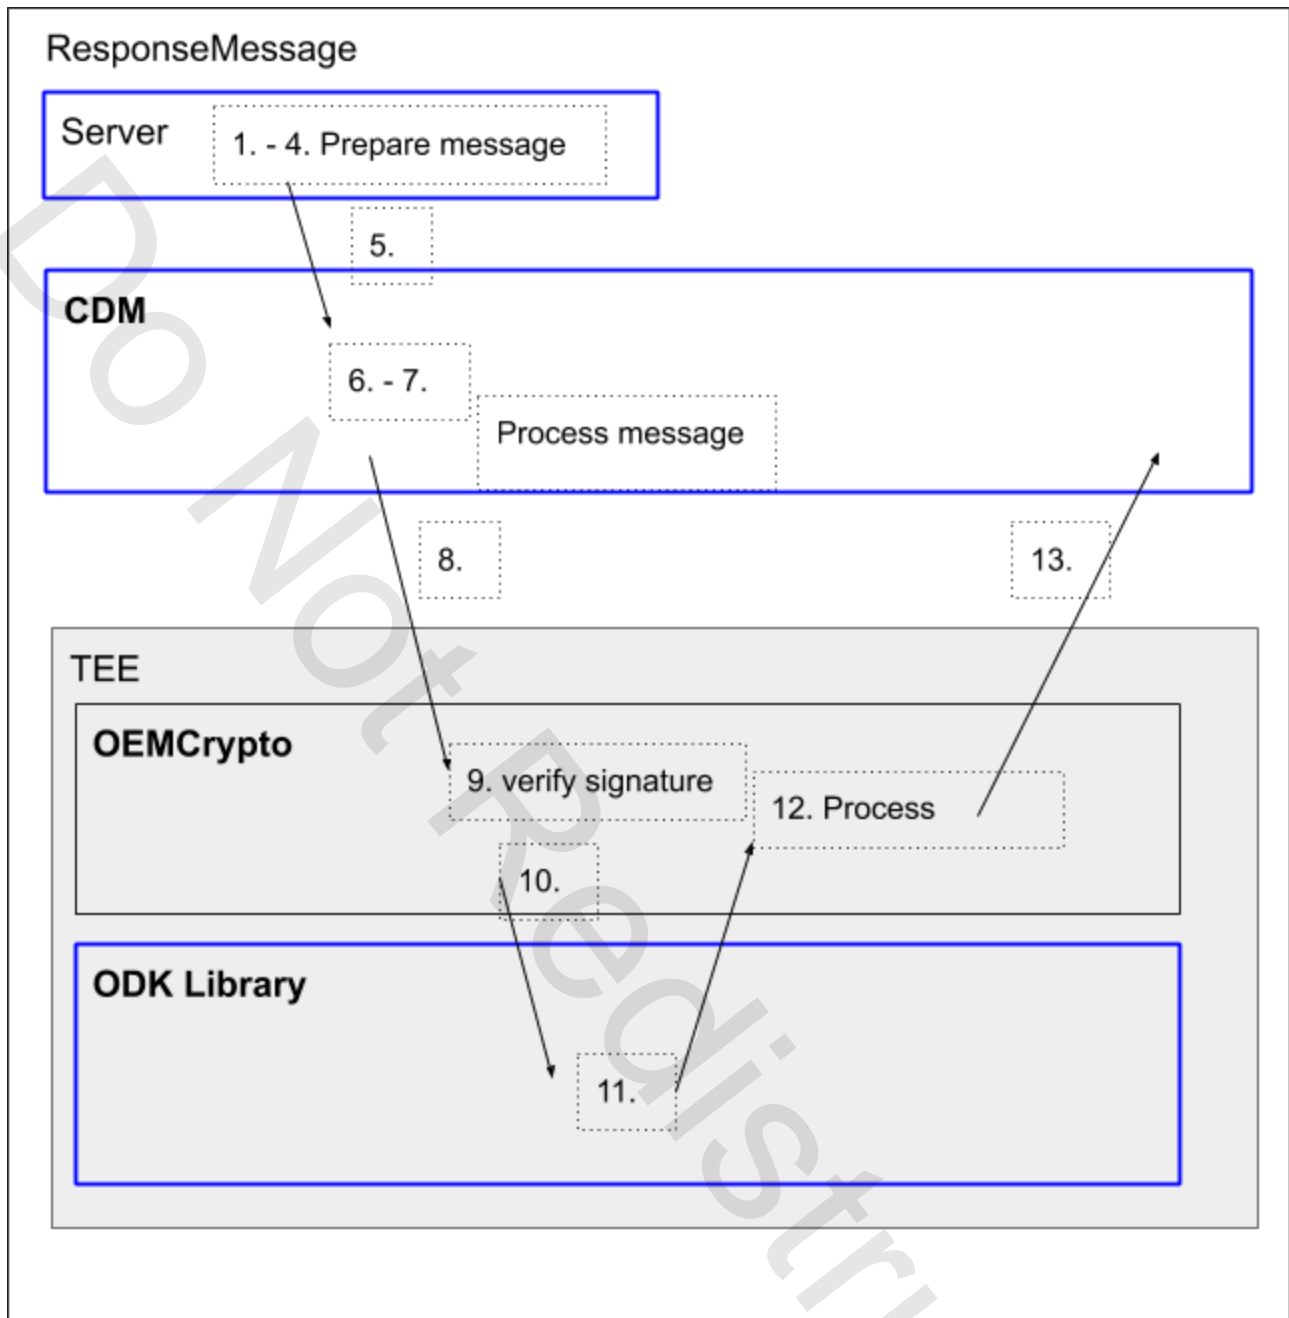 ResponseMessage
Server
1. - 4. Prepare message
5.
CDM
6. - 7.
Process message
8.
13.
TEE
OEMCrypto
9. verify signature
12. Process
10.
ODK Library
11.
Do Not Redistri